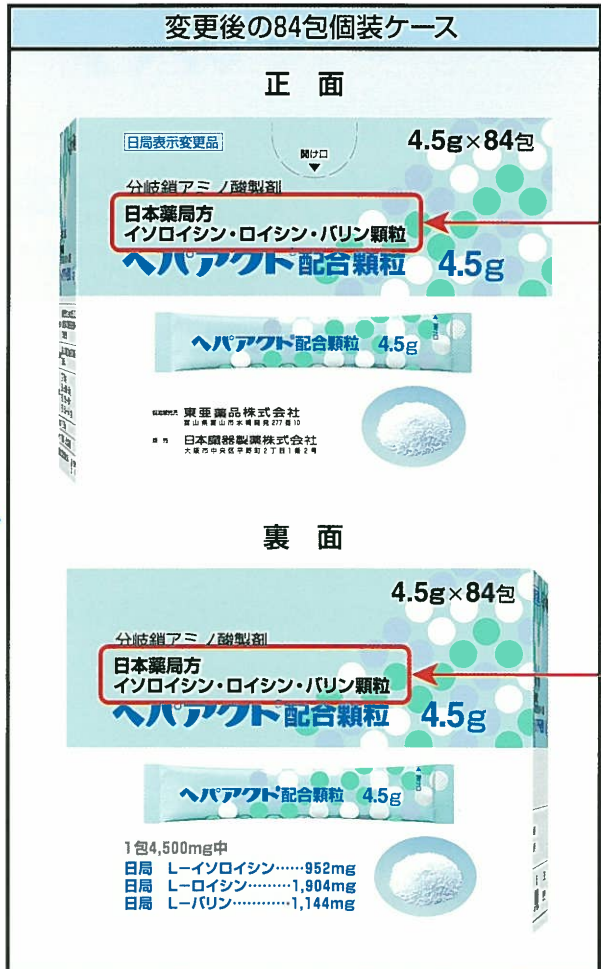 変更後の84包個装ケース
正 面
日局表示変更品
開け口
4.5g×84包
分岐鎖アミノ酸製剤
日本薬局方
イソロイシン・ロイシン・バリン顆粒
ヘパアクト®配合顆粒 4.5g
ヘパアクト®配合顆粒 4.5g
製造販売元 東亜薬品株式会社
富山県富山市水橋開発277番10
販 売 日本臓器製薬株式会社
大阪市中央区平野町2丁目1番2号
裏 面
4.5g×84包
分岐鎖アミノ酸製剤
日本薬局方
イソロイシン・ロイシン・バリン顆粒
ヘパアクト®配合顆粒 4.5g
ヘパアクト®配合顆粒 4.5g
1包4,500mg中
日局 L−イソロイシン……952mg
日局 L−ロイシン………1,904mg
日局 L−バリン…………1,144mg